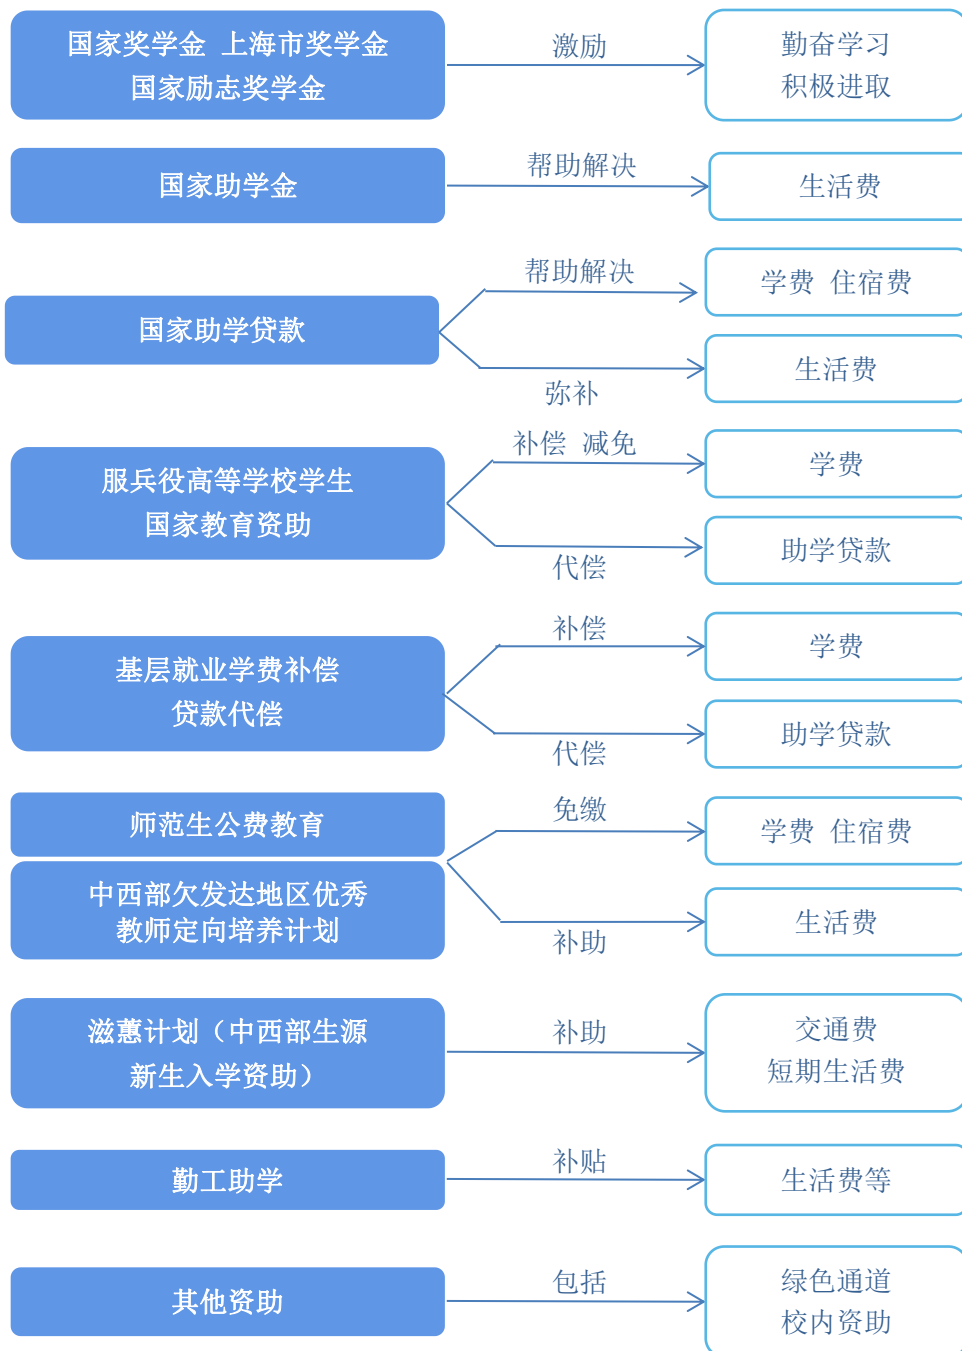 国家奖学金 上海市奖学金
国家励志奖学金
激励
勤奋学习
积极进取
国家助学金
帮助解决
生活费
国家助学贷款
帮助解决
学费 住宿费
弥补
生活费
服兵役高等学校学生
国家教育资助
补偿 减免
学费
代偿
助学贷款
基层就业学费补偿
贷款代偿
补偿
学费
代偿
助学贷款
师范生公费教育
中西部欠发达地区优秀
教师定向培养计划
免缴
学费 住宿费
补助
生活费
滋蕙计划（中西部生源
新生入学资助）
补助
交通费
短期生活费
勤工助学
补贴
生活费等
其他资助
包括
绿色通道
校内资助